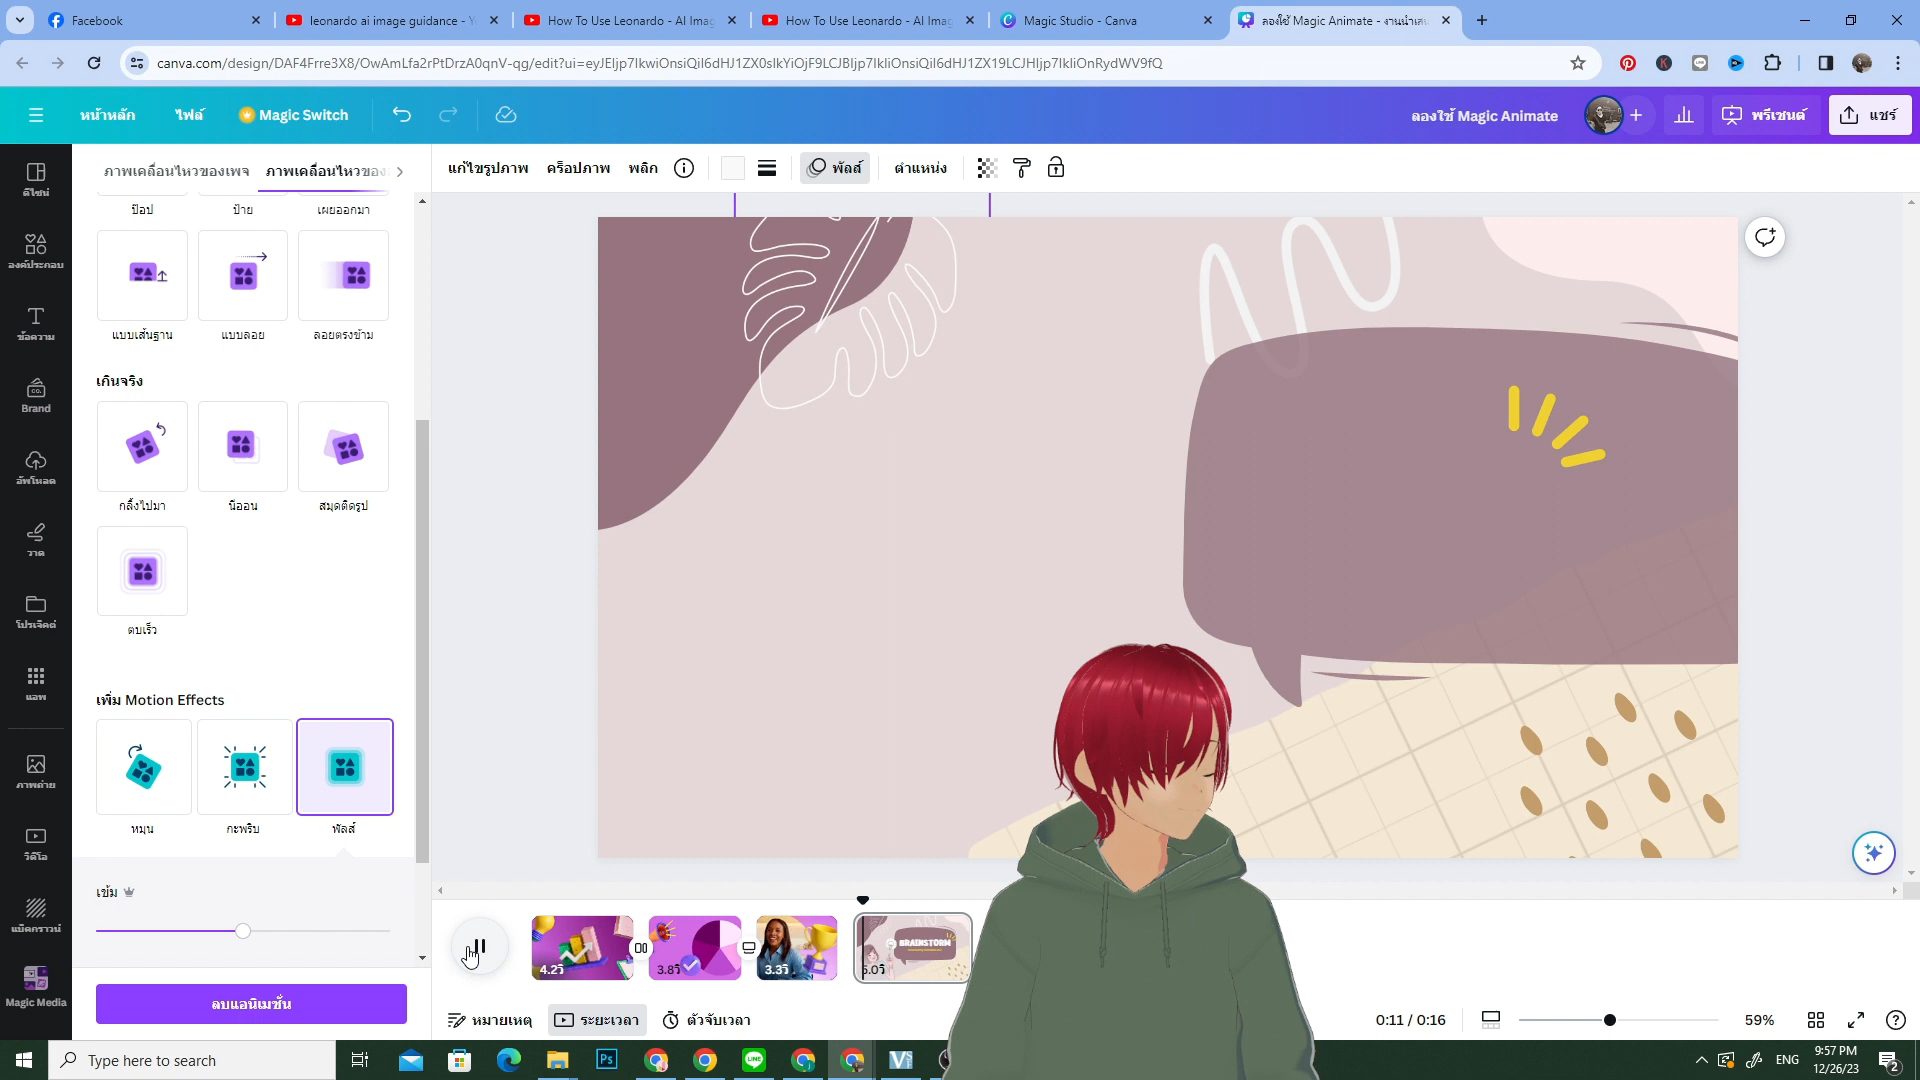 Facebook
leonardo ai image guidance - Y
How To Use Leonardo - AI Imag
How To Use Leonardo - AI Imag
Magic Studio - Canva
ลองใช้ Magic Animate - งานนำเสน
canva.com/design/DAF4Frre3X8/OwAmLfa2rPtDrzA0qnV-qg/edit?ui=eyJEIjp7IkwiOnsiQiI6dHJ1ZX0sIkYiOjF9LCJBIjp7IkIiOnsiQiI6dHJ1ZX19LCJHIjp7IkIiOnRydWV9fQ
หน้าหลัก
ไฟล์
Magic Switch
ลองใช้ Magic Animate
พรีเซนต์
แชร์
ภาพเคลื่อนไหวของเพจ
ภาพเคลื่อนไหวของ
แก้ไขรูปภาพ
คร็อปภาพ
พลิก
พัลส์
ตำแหน่ง
ดีไซน์
องค์ประกอบ
ข้อความ
Brand
อัพโหลด
วาด
โปรเจ็คต์
แอพ
ภาพถ่าย
วิดีโอ
แบ็คกราวน์
Magic Media
ป๊อป
ป้าย
เผยออกมา
แบบเส้นฐาน
แบบลอย
ลอยตรงข้าม
เกินจริง
กลิ้งไปมา
นีออน
สมุดติดรูป
ตบเร็ว
เพิ่ม Motion Effects
หมุน
กะพริบ
พัลส์
เข้ม
ลบแอนิเมชั่น
4.2วิ
3.8วิ
3.3วิ
BRAINSTORM
5.0วิ
หมายเหตุ
ระยะเวลา
ตัวจับเวลา
0:11 / 0:16
59%
Type here to search
Ps
LINE
ENG
9:57 PM
12/26/23
2